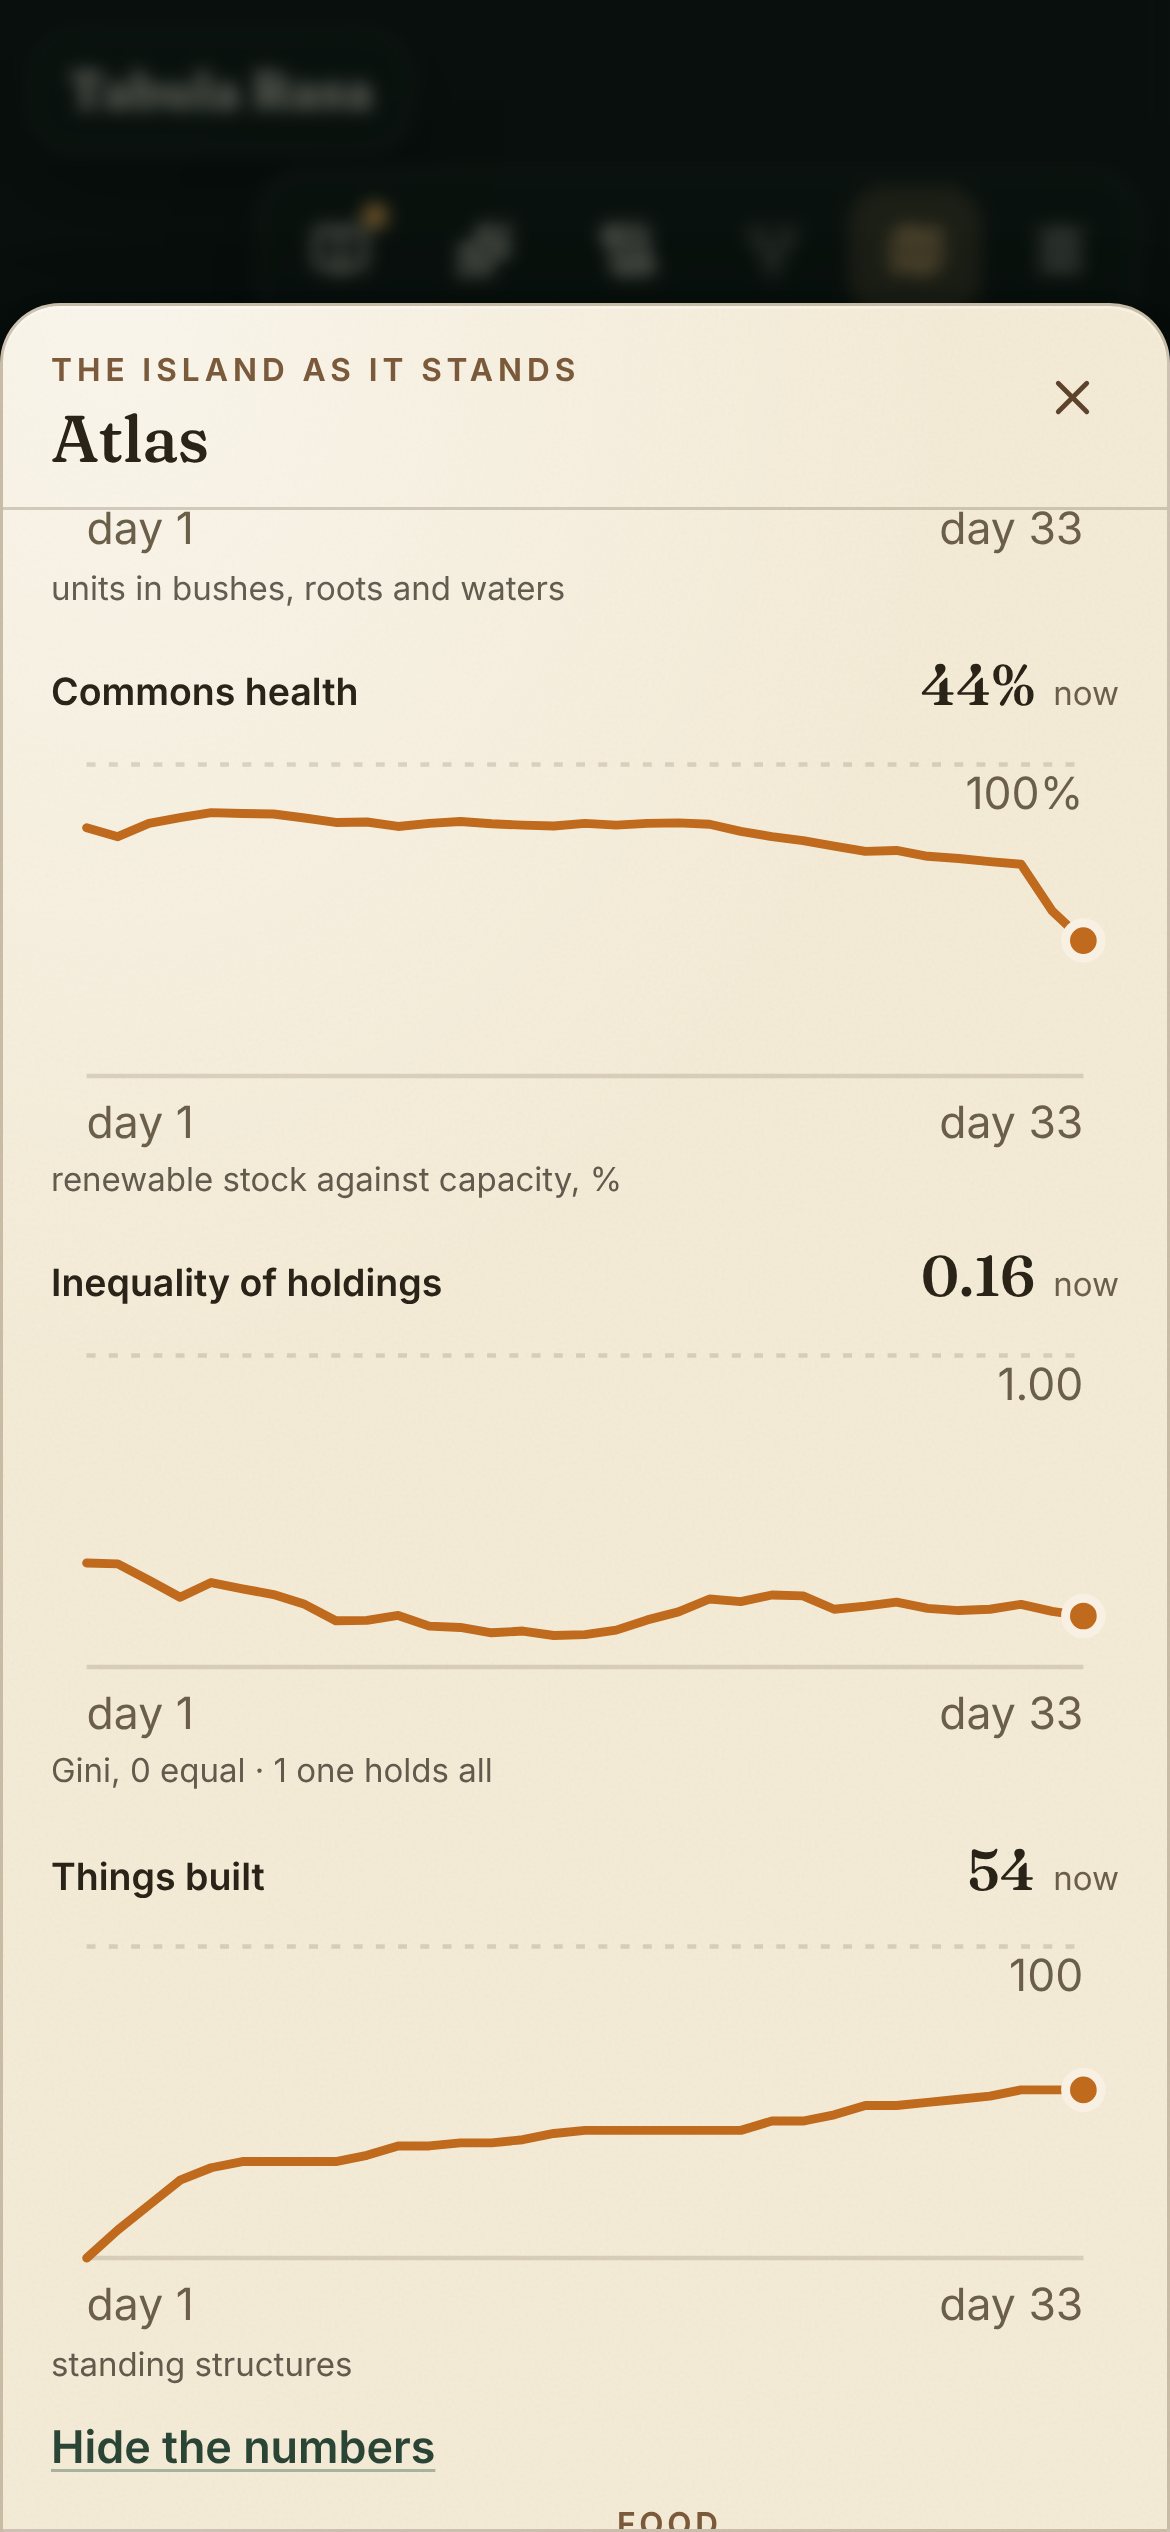 Tabula Rasa
THE ISLAND AS IT STANDS
Atlas
day 1 day 33
units in bushes, roots and waters
Commons health 44% now
100%
day 1 day 33
renewable stock against capacity, %
Inequality of holdings 0.16 now
1.00
day 1 day 33
Gini, 0 equal · 1 one holds all
Things built 54 now
100
day 1 day 33
standing structures
Hide the numbers
FOOD